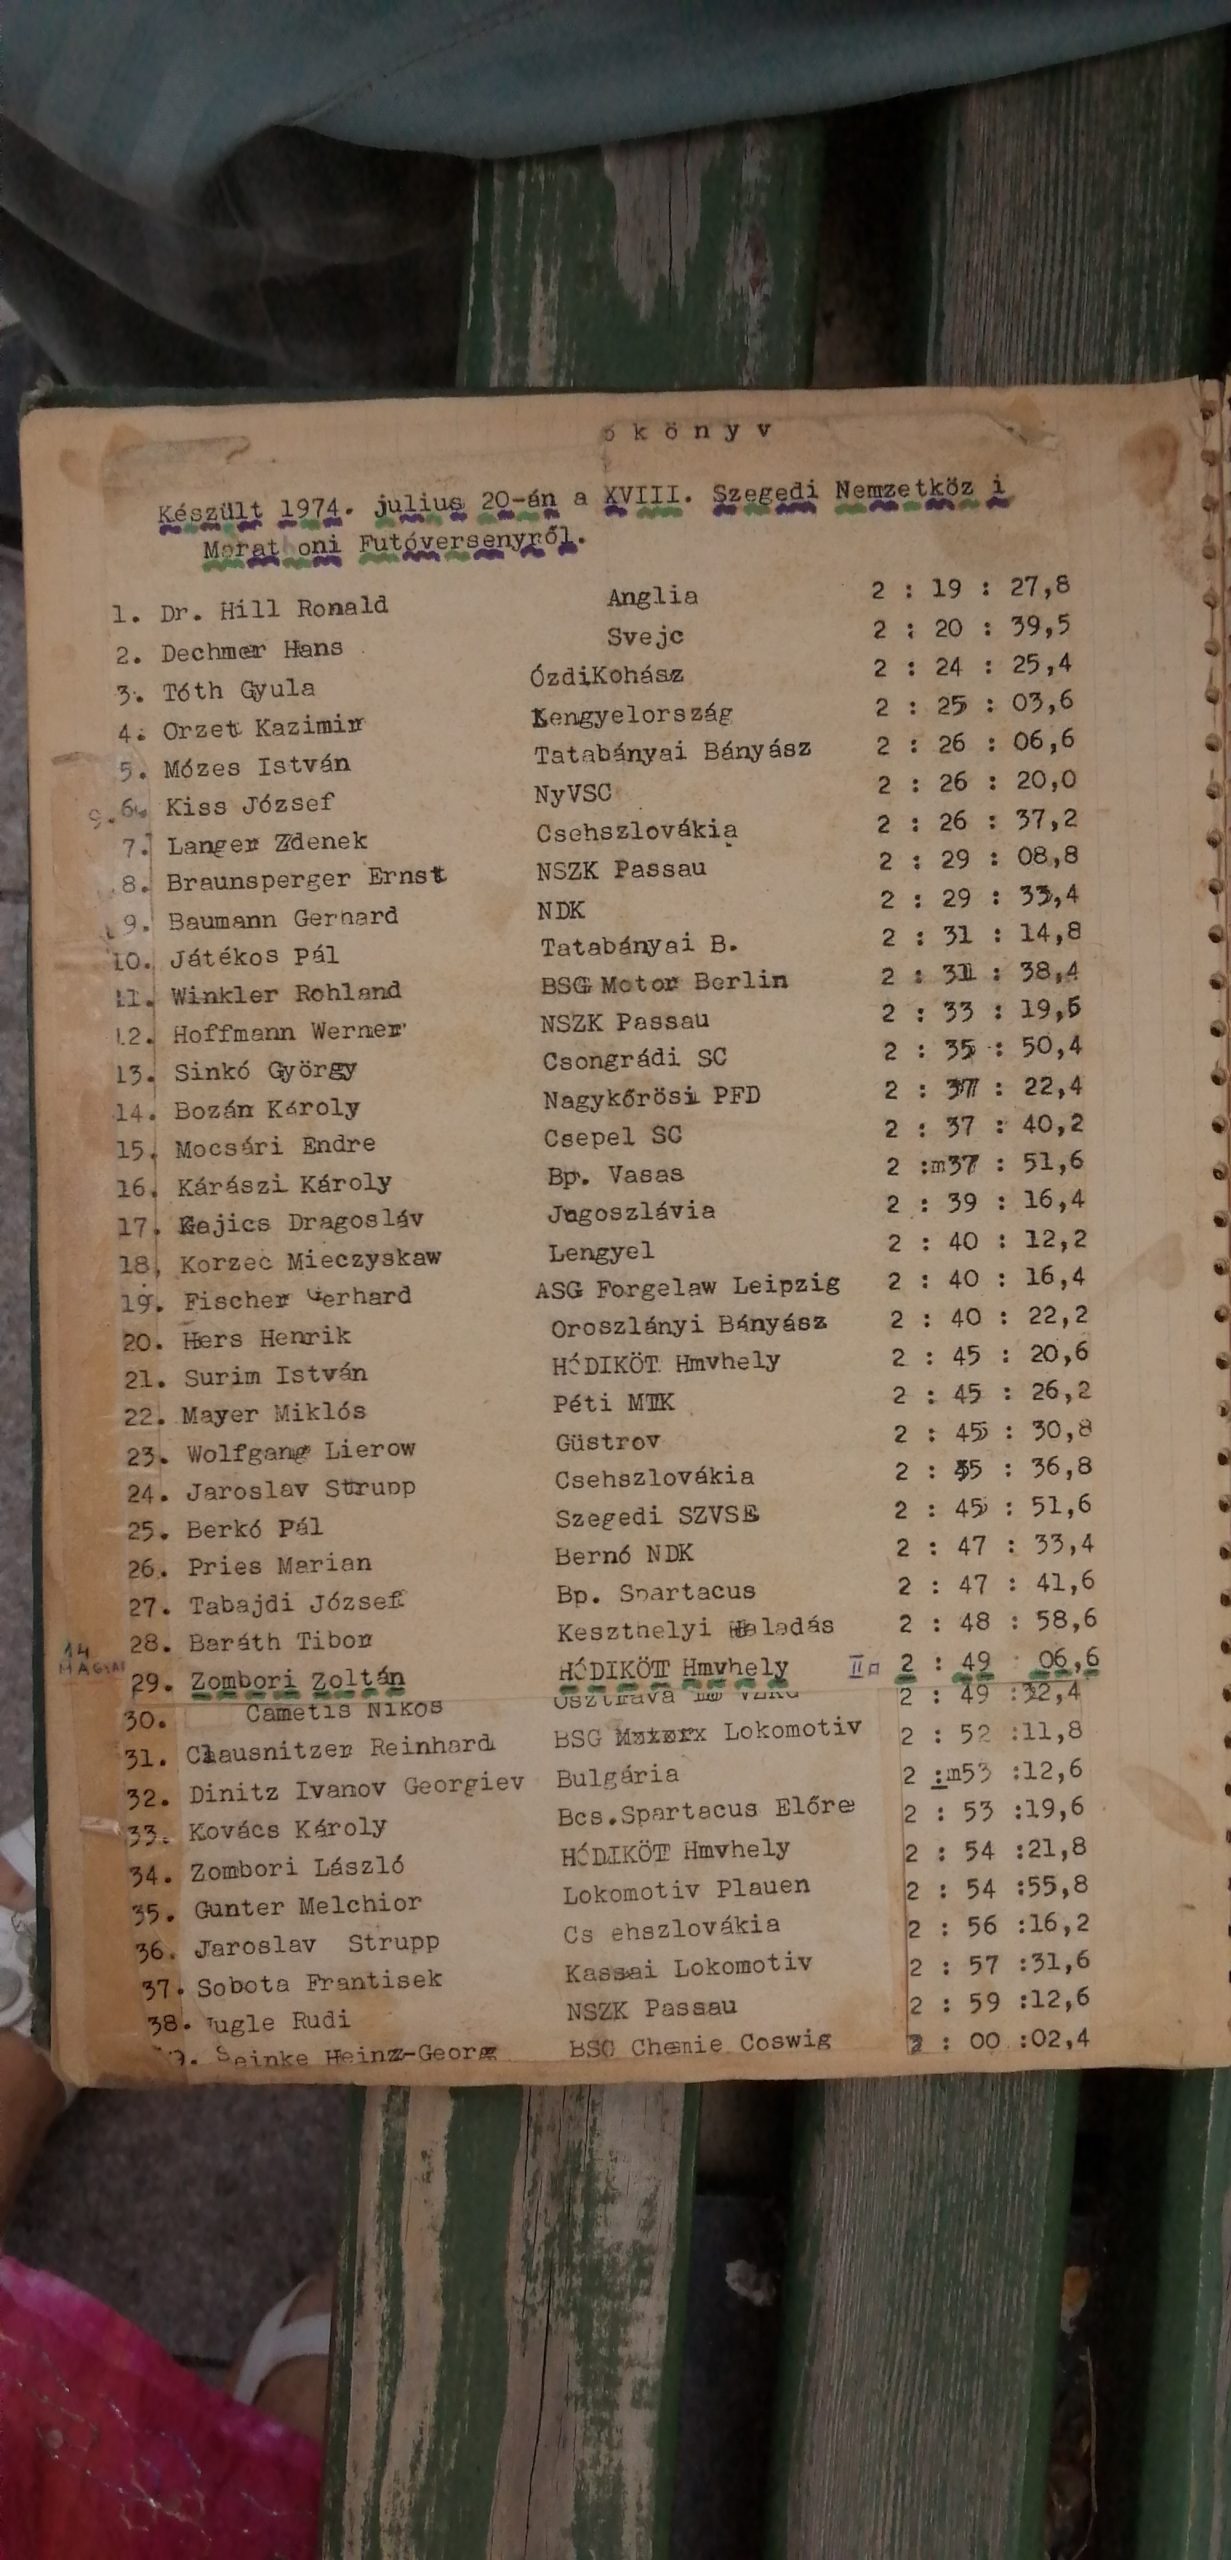 ó k ö n y v
Készült 1974. julius 20-án a XVIII. Szegedi Nemzetköz i
Marat oni Futóversenyről.
1. Dr. Hill Ronald Anglia 2 : 19 : 27,8
2. Dechmer Hans Svejc 2 : 20 : 39,5
3. Tóth Gyula ÓzdiKohász 2 : 24 : 25,4
4. Orzet Kazimir Lengyelország 2 : 25 : 03,6
5. Mózes István Tatabányai Bányász 2 : 26 : 06,6
9. 6. Kiss József NyVSC 2 : 26 : 20,0
7. Langer Zdenek Csehszlovákia 2 : 26 : 37,2
8. Braunsperger Ernst NSZK Passau 2 : 29 : 08,8
9. Baumann Gerhard NDK 2 : 29 : 33,4
10. Játékos Pál Tatabányai B. 2 : 31 : 14,8
11. Winkler Rohland BSG Motor Berlin 2 : 31 : 38,4
12. Hoffmann Werner NSZK Passau 2 : 33 : 19,6
13. Sinkó György Csongrádi SC 2 : 35 : 50,4
14. Bozán Károly Nagykőrösi PFD 2 : 37 : 22,4
15. Mocsári Endre Csepel SC 2 : 37 : 40,2
16. Kárászi Károly Bp. Vasas 2 :m37 : 51,6
17. Gajics Dragosláv Jugoszlávia 2 : 39 : 16,4
18, Korzec Mieczyskaw Lengyel 2 : 40 : 12,2
19. Fischer Gerhard ASG Forgelaw Leipzig 2 : 40 : 16,4
20. Hers Henrik Oroszlányi Bányász 2 : 40 : 22,2
21. Surim István HÓDIKÖT Hmvhely 2 : 45 : 20,6
22. Mayer Miklós Péti MTK 2 : 45 : 26,2
23. Wolfgang Lierow Güstrov 2 : 45 : 30,8
24. Jaroslav Strupp Csehszlovákia 2 : 45 : 36,8
25. Berkó Pál Szegedi SZVSE 2 : 45 : 51,6
26. Pries Marian Bernó NDK 2 : 47 : 33,4
27. Tabajdi József Bp. Spartacus 2 : 47 : 41,6
28. Baráth Tibor Keszthelyi Haladás 2 : 48 : 58,6
14 MAGYAR 29. Zombori Zoltán HÓDIKÖT Hmvhely II 2 : 49 06,6
30. Cametis Nikos Osztrava 2 : 49 :32,4
31. Clausnitzer Reinhard BSG Motorx Lokomotiv 2 : 52 :11,8
32. Dinitz Ivanov Georgiev Bulgária 2 :m53 :12,6
33. Kovács Károly Bcs.Spartacus Előre 2 : 53 :19,6
34. Zombori László HÓDIKÖT Hmvhely 2 : 54 :21,8
35. Gunter Melchior Lokomotiv Plauen 2 : 54 :55,8
36. Jaroslav Strupp Cs ehszlovákia 2 : 56 :16,2
37. Sobota Frantisek Kassai Lokomotiv 2 : 57 :31,6
38. Rudi NSZK Passau 2 : 59 :12,6
Heinz-Georg BSG Chemie Coswig 3 : 00 :02,4